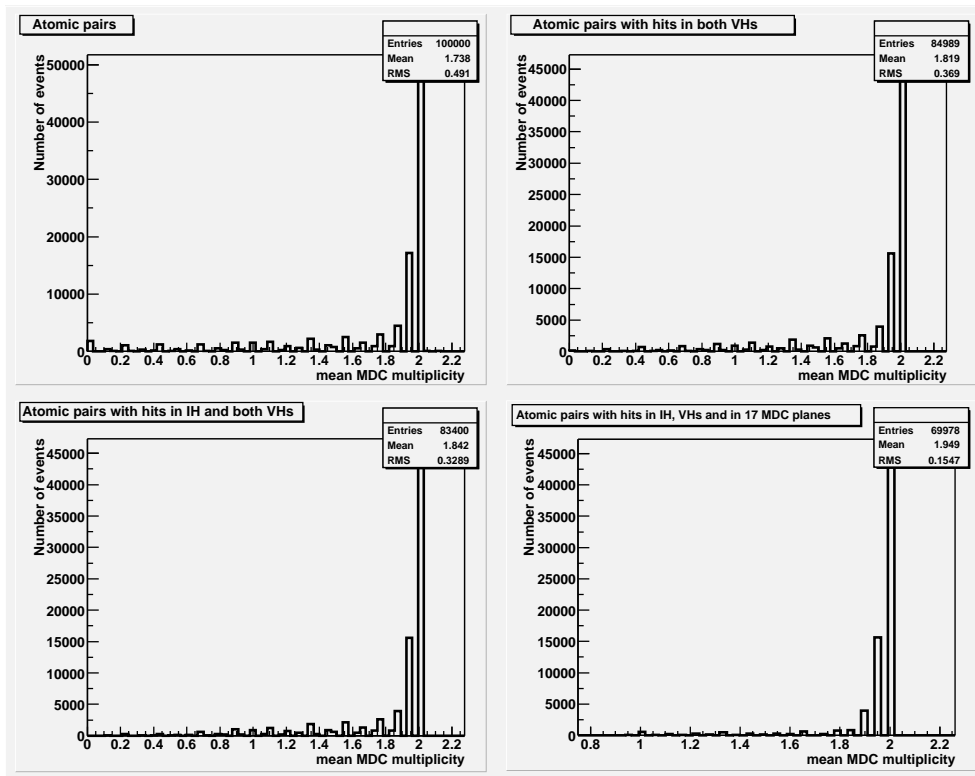 Atomic pairs
Entries 100000
Mean 1.738
RMS 0.491
Number of events
50000
40000
30000
20000
10000
0
0 0.2 0.4 0.6 0.8 1 1.2 1.4 1.6 1.8 2 2.2
mean MDC multiplicity
Atomic pairs with hits in both VHs
Entries 84989
Mean 1.819
RMS 0.369
Number of events
45000
40000
35000
30000
25000
20000
15000
10000
5000
0
0 0.2 0.4 0.6 0.8 1 1.2 1.4 1.6 1.8 2 2.2
mean MDC multiplicity
Atomic pairs with hits in IH and both VHs
Entries 83400
Mean 1.842
RMS 0.3289
Number of events
45000
40000
35000
30000
25000
20000
15000
10000
5000
0
0 0.2 0.4 0.6 0.8 1 1.2 1.4 1.6 1.8 2 2.2
mean MDC multiplicity
Atomic pairs with hits in IH, VHs and in 17 MDC planes
Entries 69978
Mean 1.949
RMS 0.1547
Number of events
45000
40000
35000
30000
25000
20000
15000
10000
5000
0
0.8 1 1.2 1.4 1.6 1.8 2 2.2
mean MDC multiplicity